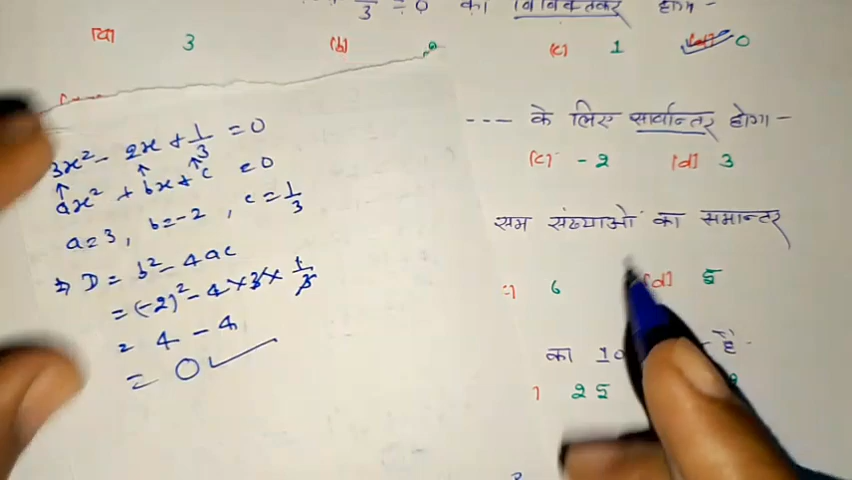 1/3 = 0 का विविक्तकर होगा -
(a) 3 (b) 2 (c) 1 (d) 0
3x² - 2x + 1/3 = 0
ax² + bx + c = 0
a = 3, b = -2, c = 1/3
⇒ D = b² - 4ac
= (-2)² - 4 × 3 × 1/3
= 4 - 4
= 0
---- के लिए सार्वान्तर होगा -
(c) -2 (d) 3
सम संख्याओं का समान्तर
6 (d) 5
का 10 है -
25